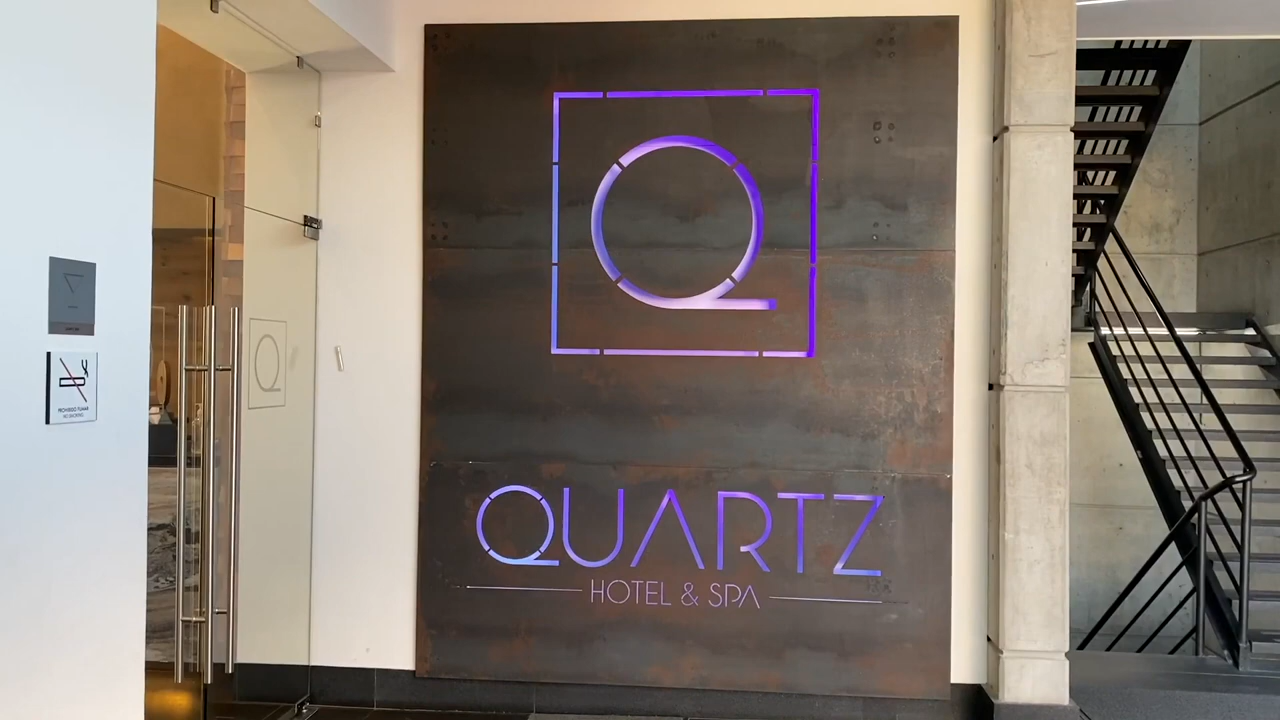 PROHIBIDO FUMAR
NO SMOKING
Q
Q
QUARTZ
HOTEL & SPA